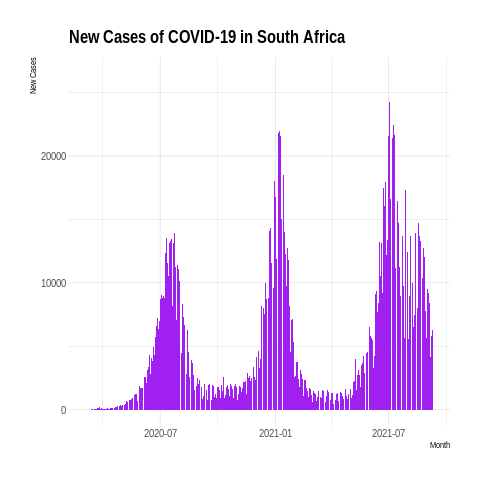 New Cases of COVID-19 in South Africa
New Cases
20000
10000
0
2020-07
2021-01
2021-07
Month